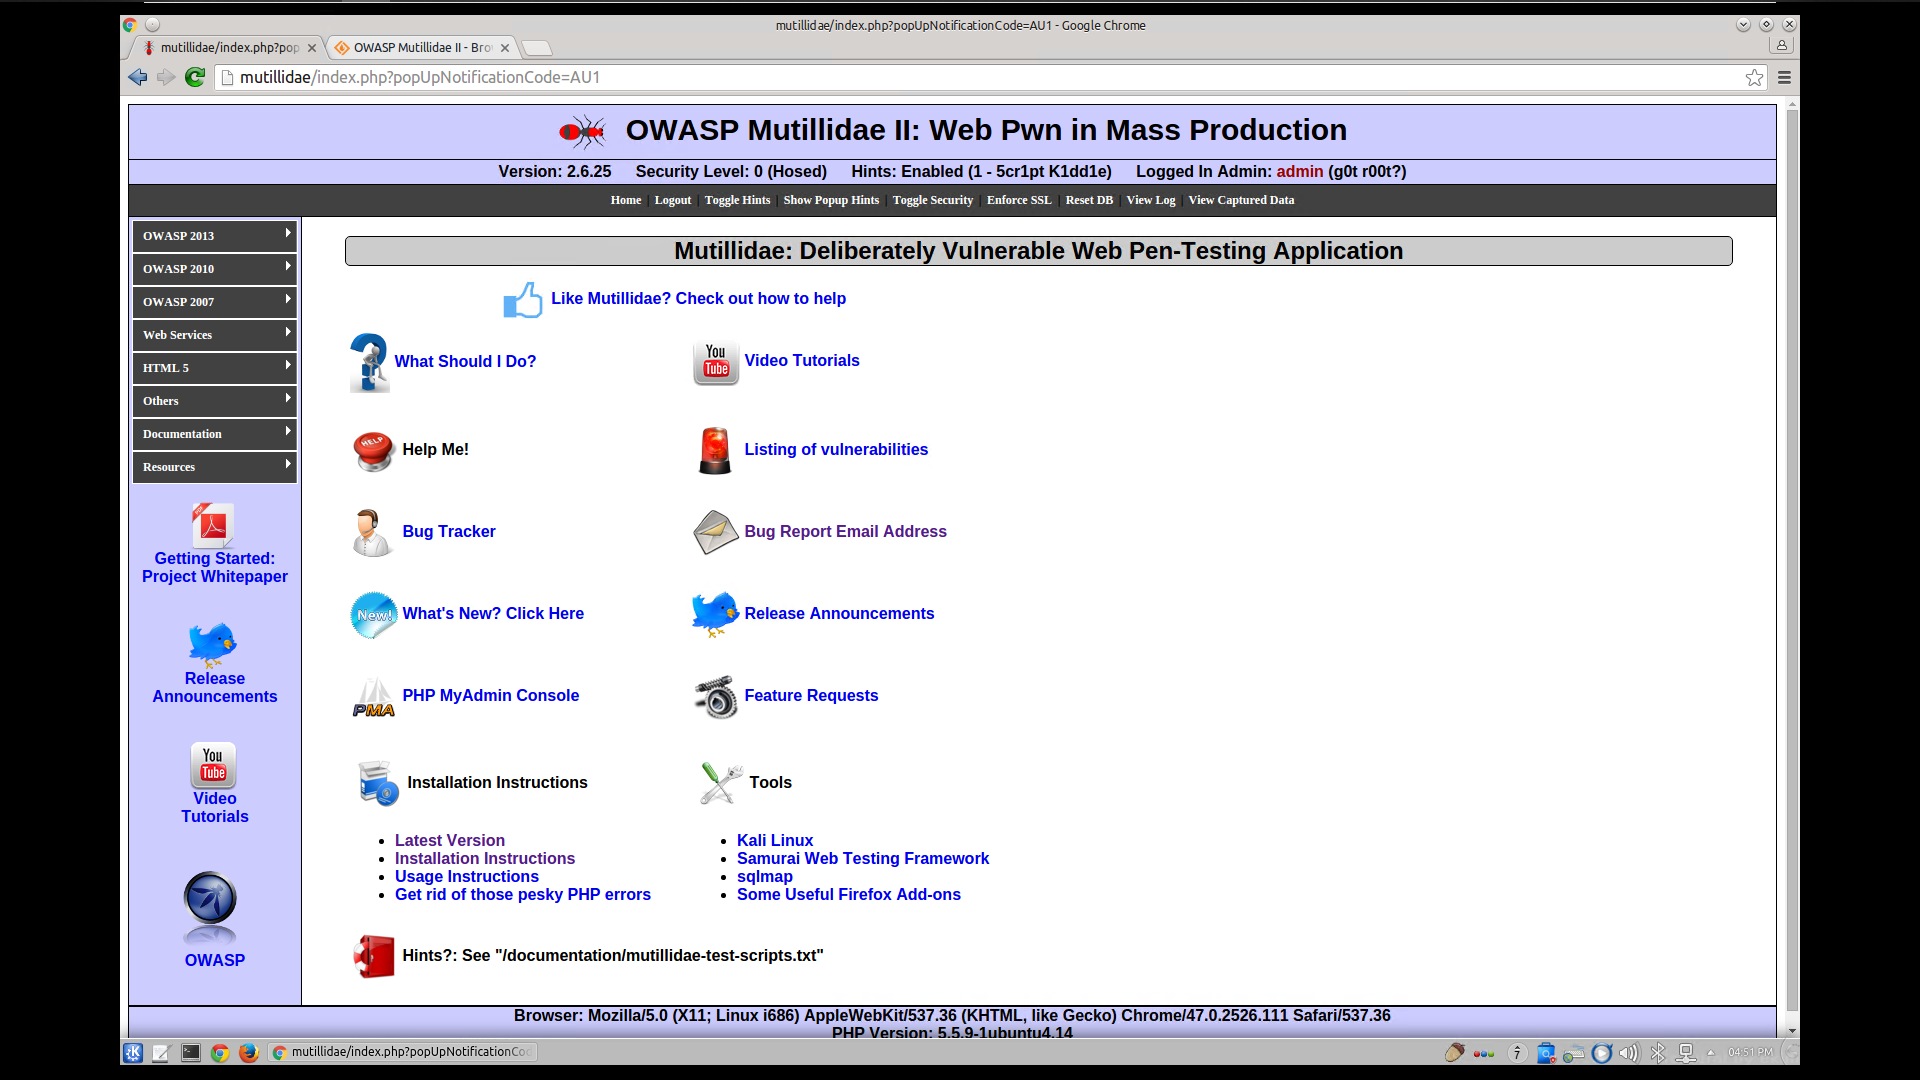 mutillidae/index.php?popUpNotificationCode=AU1 - Google Chrome
mutillidae/index.php?pop
OWASP Mutillidae II - Bro
mutillidae/index.php?popUpNotificationCode=AU1
OWASP Mutillidae II: Web Pwn in Mass Production
Version: 2.6.25 Security Level: 0 (Hosed) Hints: Enabled (1 - 5cr1pt K1dd1e) Logged In Admin: admin (g0t r00t?)
Home | Logout | Toggle Hints | Show Popup Hints | Toggle Security | Enforce SSL | Reset DB | View Log | View Captured Data
OWASP 2013
OWASP 2010
OWASP 2007
Web Services
HTML 5
Others
Documentation
Resources
PDF
Getting Started:
Project Whitepaper
Release
Announcements
You
Tube
Video
Tutorials
OWASP
Mutillidae: Deliberately Vulnerable Web Pen-Testing Application
Like Mutillidae? Check out how to help
What Should I Do?
You
Tube
Video Tutorials
HELP
Help Me!
Listing of vulnerabilities
Bug Tracker
Bug Report Email Address
New!
What's New? Click Here
Release Announcements
PMA
PHP MyAdmin Console
Feature Requests
Installation Instructions
Tools
Latest Version
Installation Instructions
Usage Instructions
Get rid of those pesky PHP errors
Kali Linux
Samurai Web Testing Framework
sqlmap
Some Useful Firefox Add-ons
Hints?: See "/documentation/mutillidae-test-scripts.txt"
Browser: Mozilla/5.0 (X11; Linux i686) AppleWebKit/537.36 (KHTML, like Gecko) Chrome/47.0.2526.111 Safari/537.36
PHP Version: 5.5.9-1ubuntu4.14
mutillidae/index.php?popUpNotificationCo
7
04:51 PM